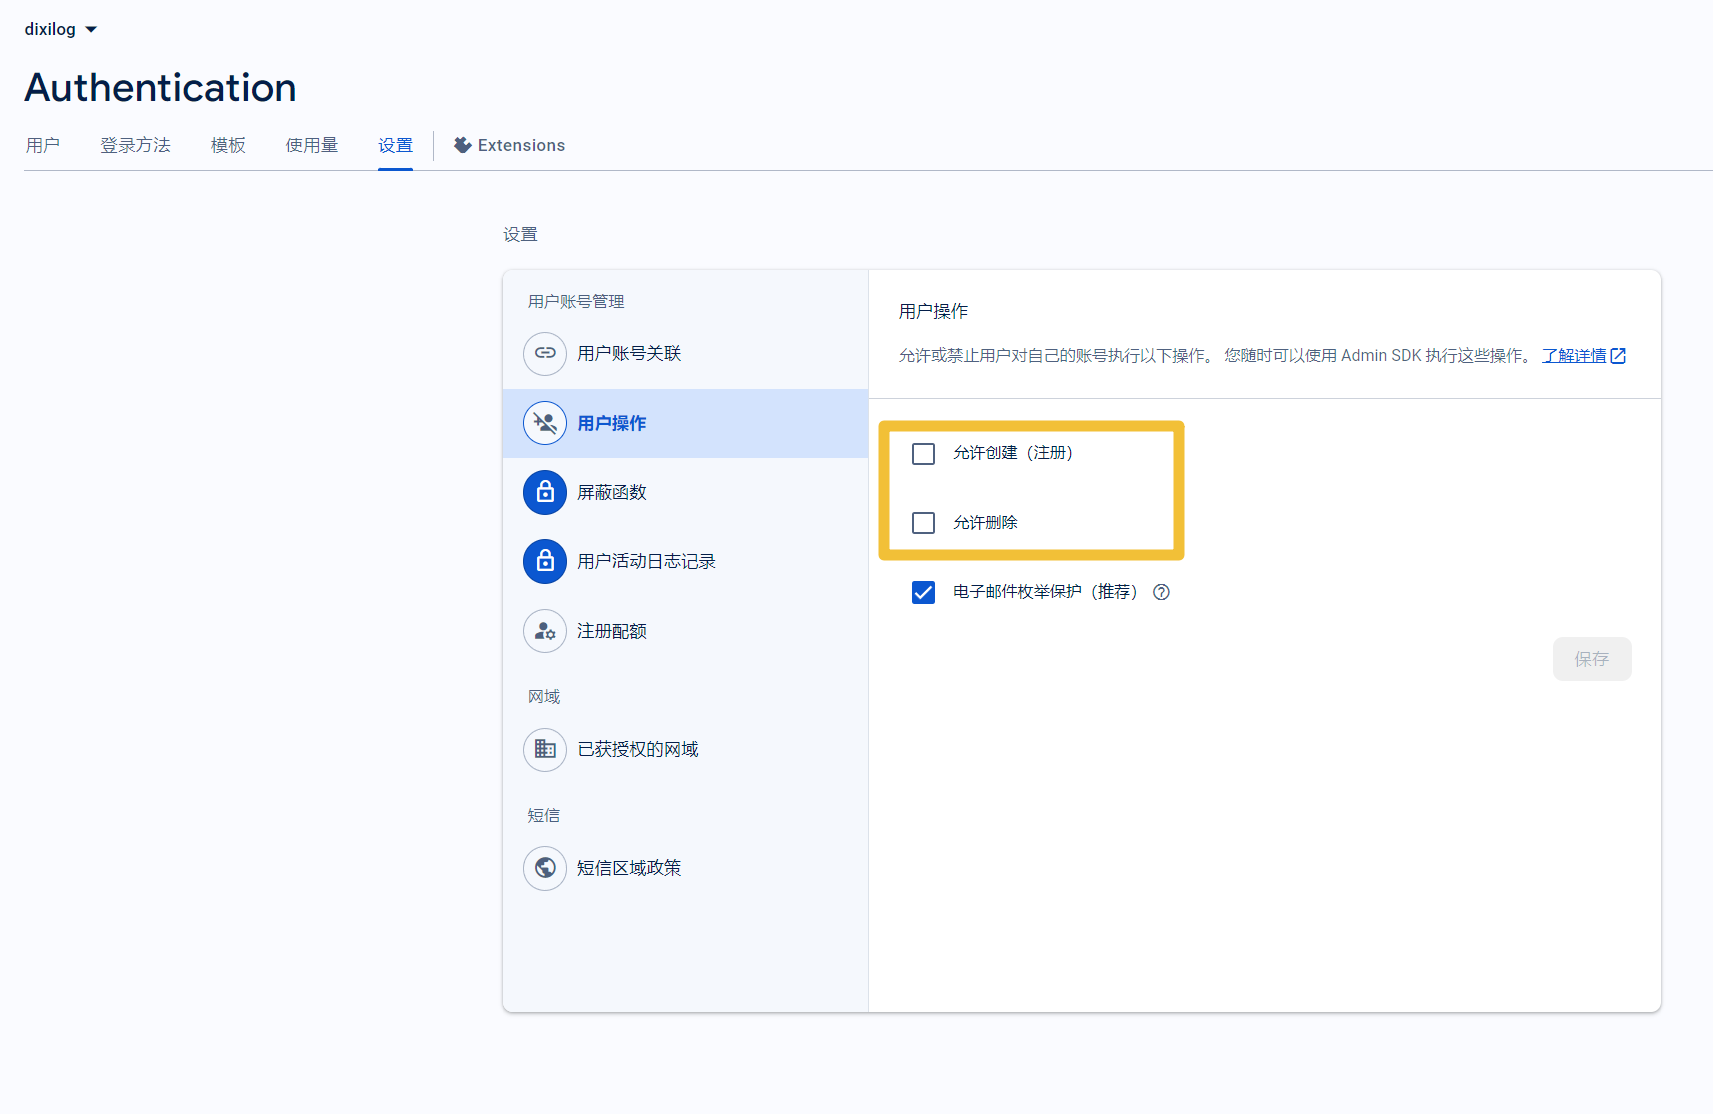 dixilog
Authentication
用户 登录方法 模板 使用量 设置 Extensions
设置
用户账号管理
用户账号关联
用户操作
屏蔽函数
用户活动日志记录
注册配额
网域
已获授权的网域
短信
短信区域政策
用户操作
允许或禁止用户对自己的账号执行以下操作。 您随时可以使用 Admin SDK 执行这些操作。 了解详情
允许创建（注册）
允许删除
电子邮件枚举保护（推荐）
保存